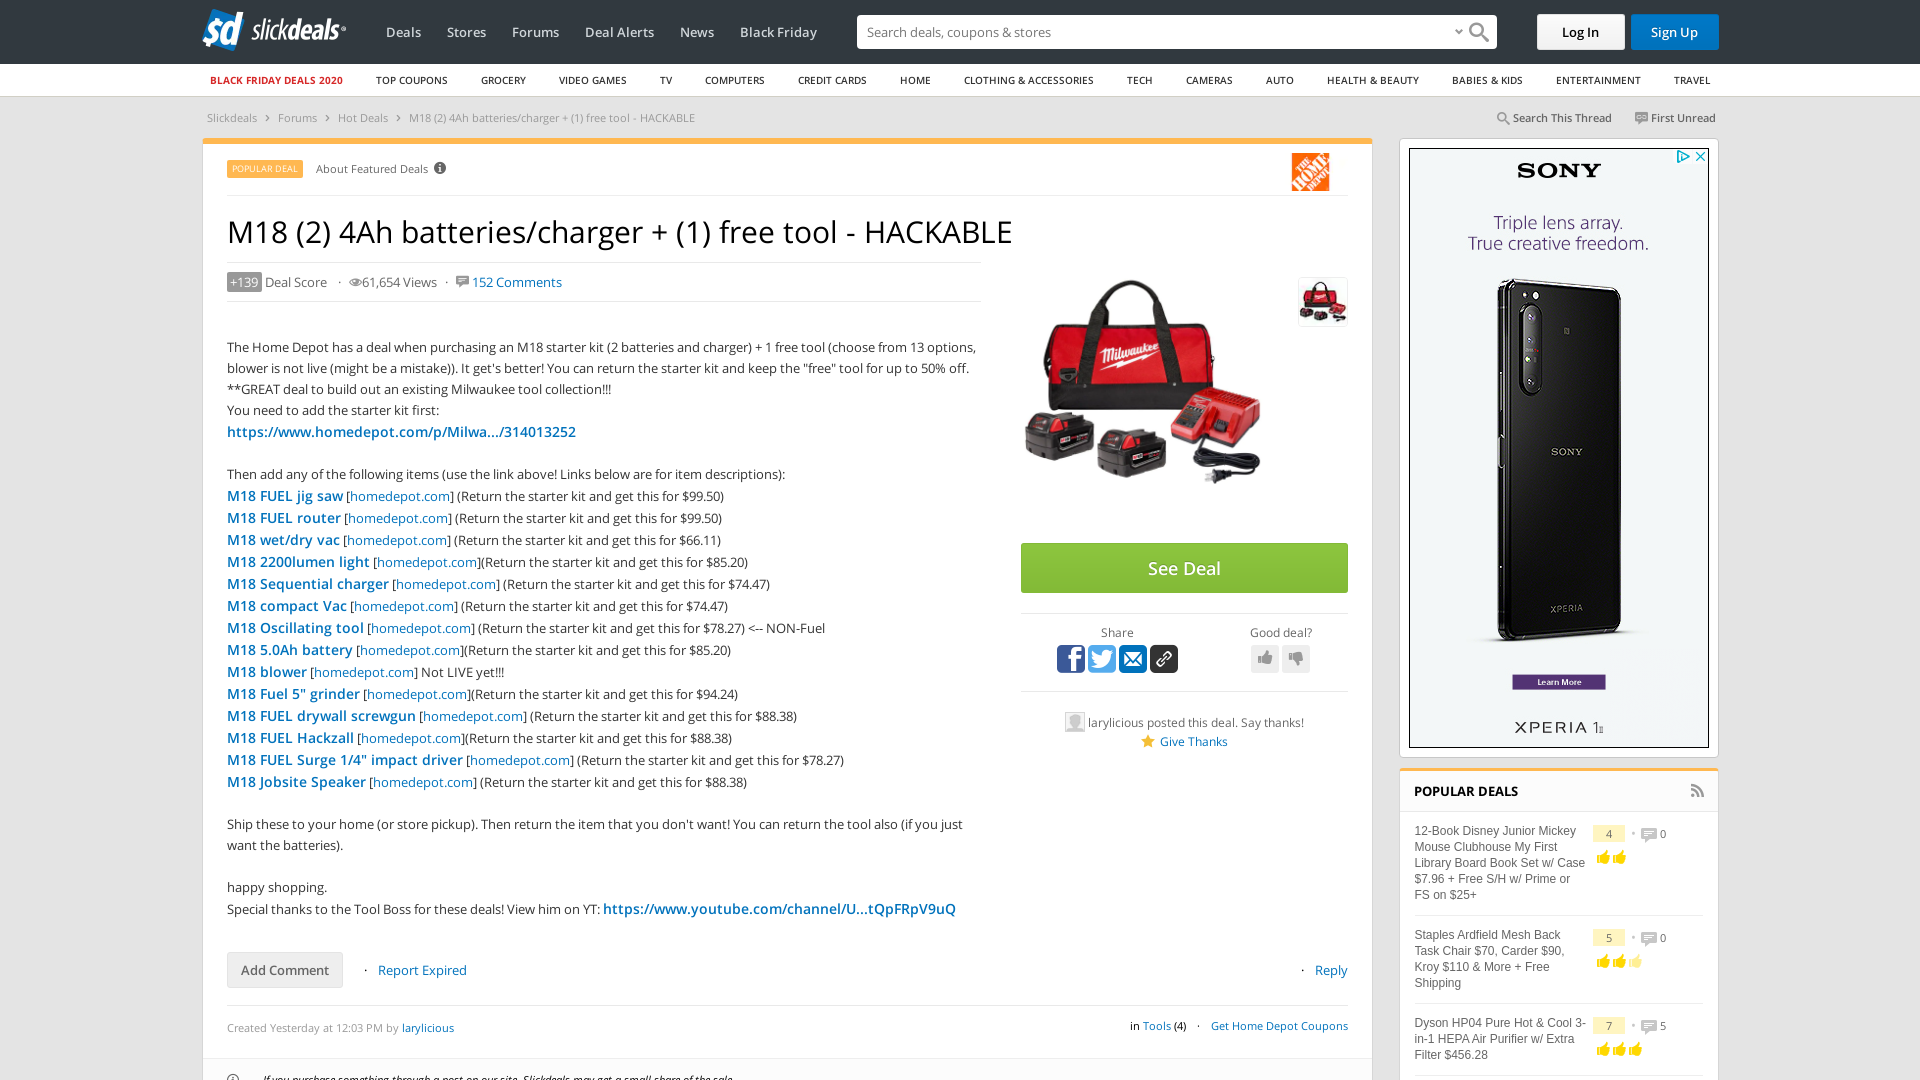 slickdeals
Deals
Stores
Forums
Deal Alerts
News
Black Friday
Search deals, coupons & stores
Log In
Sign Up
BLACK FRIDAY DEALS 2020
TOP COUPONS
GROCERY
VIDEO GAMES
TV
COMPUTERS
CREDIT CARDS
HOME
CLOTHING & ACCESSORIES
TECH
CAMERAS
AUTO
HEALTH & BEAUTY
BABIES & KIDS
ENTERTAINMENT
TRAVEL
Slickdeals > Forums > Hot Deals > M18 (2) 4Ah batteries/charger + (1) free tool - HACKABLE
Search This Thread
First Unread
POPULAR DEAL
About Featured Deals
THE HOME DEPOT
M18 (2) 4Ah batteries/charger + (1) free tool - HACKABLE
+139 Deal Score · 61,654 Views · 152 Comments
The Home Depot has a deal when purchasing an M18 starter kit (2 batteries and charger) + 1 free tool (choose from 13 options,
blower is not live (might be a mistake)). It get's better! You can return the starter kit and keep the "free" tool for up to 50% off.
**GREAT deal to build out an existing Milwaukee tool collection!!!
You need to add the starter kit first:
https://www.homedepot.com/p/Milwa.../314013252
Then add any of the following items (use the link above! Links below are for item descriptions):
M18 FUEL jig saw [homedepot.com] (Return the starter kit and get this for $99.50)
M18 FUEL router [homedepot.com] (Return the starter kit and get this for $99.50)
M18 wet/dry vac [homedepot.com] (Return the starter kit and get this for $66.11)
M18 2200lumen light [homedepot.com](Return the starter kit and get this for $85.20)
M18 Sequential charger [homedepot.com] (Return the starter kit and get this for $74.47)
M18 compact Vac [homedepot.com] (Return the starter kit and get this for $74.47)
M18 Oscillating tool [homedepot.com] (Return the starter kit and get this for $78.27) <-- NON-Fuel
M18 5.0Ah battery [homedepot.com](Return the starter kit and get this for $85.20)
M18 blower [homedepot.com] Not LIVE yet!!!
M18 Fuel 5" grinder [homedepot.com](Return the starter kit and get this for $94.24)
M18 FUEL drywall screwgun [homedepot.com] (Return the starter kit and get this for $88.38)
M18 FUEL Hackzall [homedepot.com](Return the starter kit and get this for $88.38)
M18 FUEL Surge 1/4" impact driver [homedepot.com] (Return the starter kit and get this for $78.27)
M18 Jobsite Speaker [homedepot.com] (Return the starter kit and get this for $88.38)
Ship these to your home (or store pickup). Then return the item that you don't want! You can return the tool also (if you just
want the batteries).
happy shopping.
Special thanks to the Tool Boss for these deals! View him on YT: https://www.youtube.com/channel/U...tQpFRpV9uQ
Milwaukee
See Deal
Share
Good deal?
larylicious posted this deal. Say thanks!
Give Thanks
Add Comment
· Report Expired
· Reply
Created Yesterday at 12:03 PM by larylicious
in Tools (4) · Get Home Depot Coupons
If you purchase something through a post on our site, Slickdeals may get a small share of the sale.
SONY
Triple lens array.
True creative freedom.
SONY
XPERIA
Learn More
XPERIA 1 II
POPULAR DEALS
12-Book Disney Junior Mickey
Mouse Clubhouse My First
Library Board Book Set w/ Case
$7.96 + Free S/H w/ Prime or
FS on $25+
4 · 0
Staples Ardfield Mesh Back
Task Chair $70, Carder $90,
Kroy $110 & More + Free
Shipping
5 · 0
Dyson HP04 Pure Hot & Cool 3-
in-1 HEPA Air Purifier w/ Extra
Filter $456.28
7 · 5